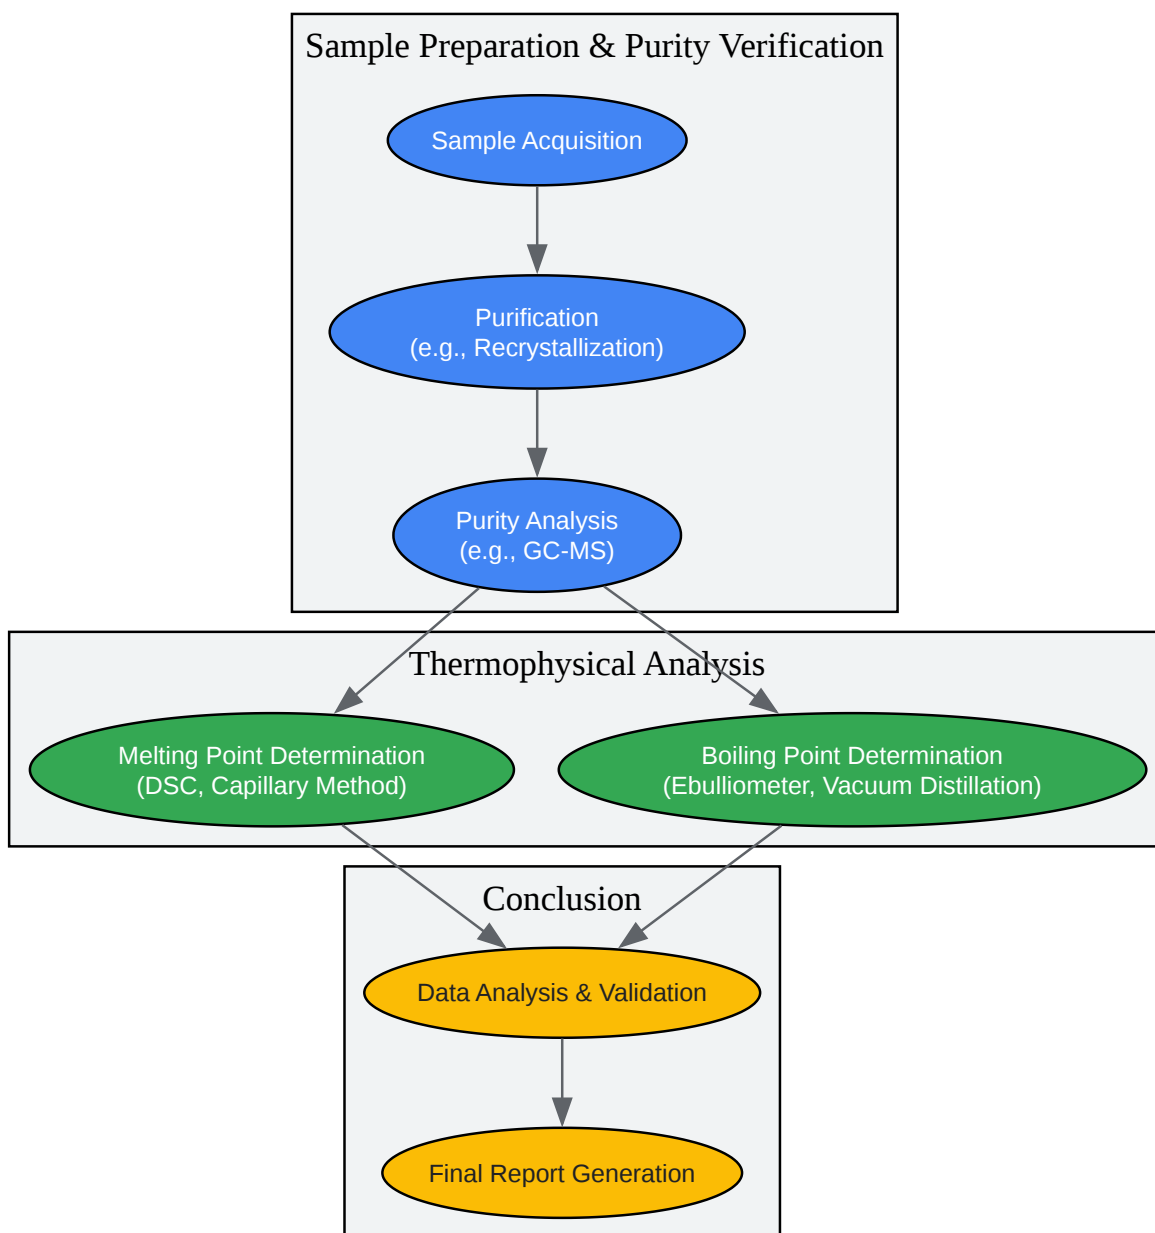 Sample Preparation & Purity Verification
Sample Acquisition
Purification
(e.g., Recrystallization)
Purity Analysis
(e.g., GC-MS)
Thermophysical Analysis
Melting Point Determination
(DSC, Capillary Method)
Boiling Point Determination
(Ebulliometer, Vacuum Distillation)
Conclusion
Data Analysis & Validation
Final Report Generation